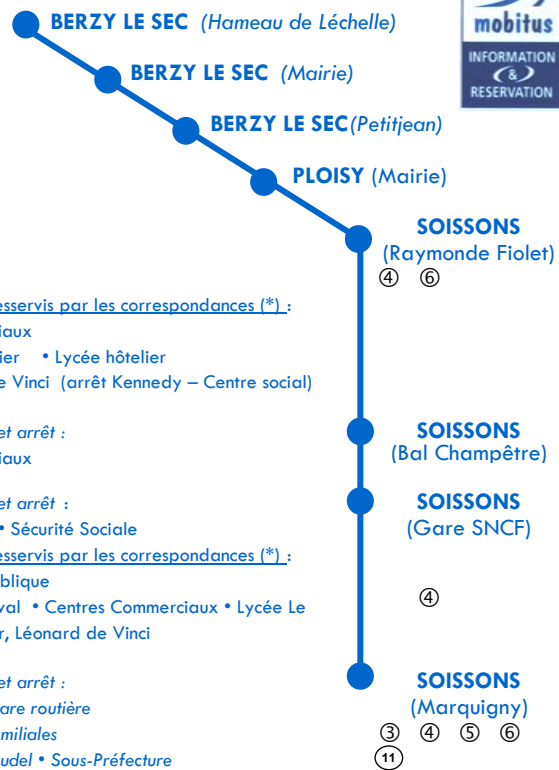 BERZY LE SEC (Hameau de Léchelle)
mobitus
INFORMATION
&
RESERVATION
BERZY LE SEC (Mairie)
BERZY LE SEC(Petitjean)
PLOISY (Mairie)
SOISSONS
(Raymonde Fiolet)
④ ⑥
esservis par les correspondances (*) :
iaux
ier • Lycée hôtelier
e Vinci (arrêt Kennedy – Centre social)
et arrêt :
iaux
SOISSONS
(Bal Champêtre)
et arrêt :
• Sécurité Sociale
esservis par les correspondances (*) :
blique
val • Centres Commerciaux • Lycée Le
r, Léonard de Vinci
SOISSONS
(Gare SNCF)
④
et arrêt :
are routière
miliales
udel • Sous-Préfecture
SOISSONS
(Marquigny)
③ ④ ⑤ ⑥
⑪